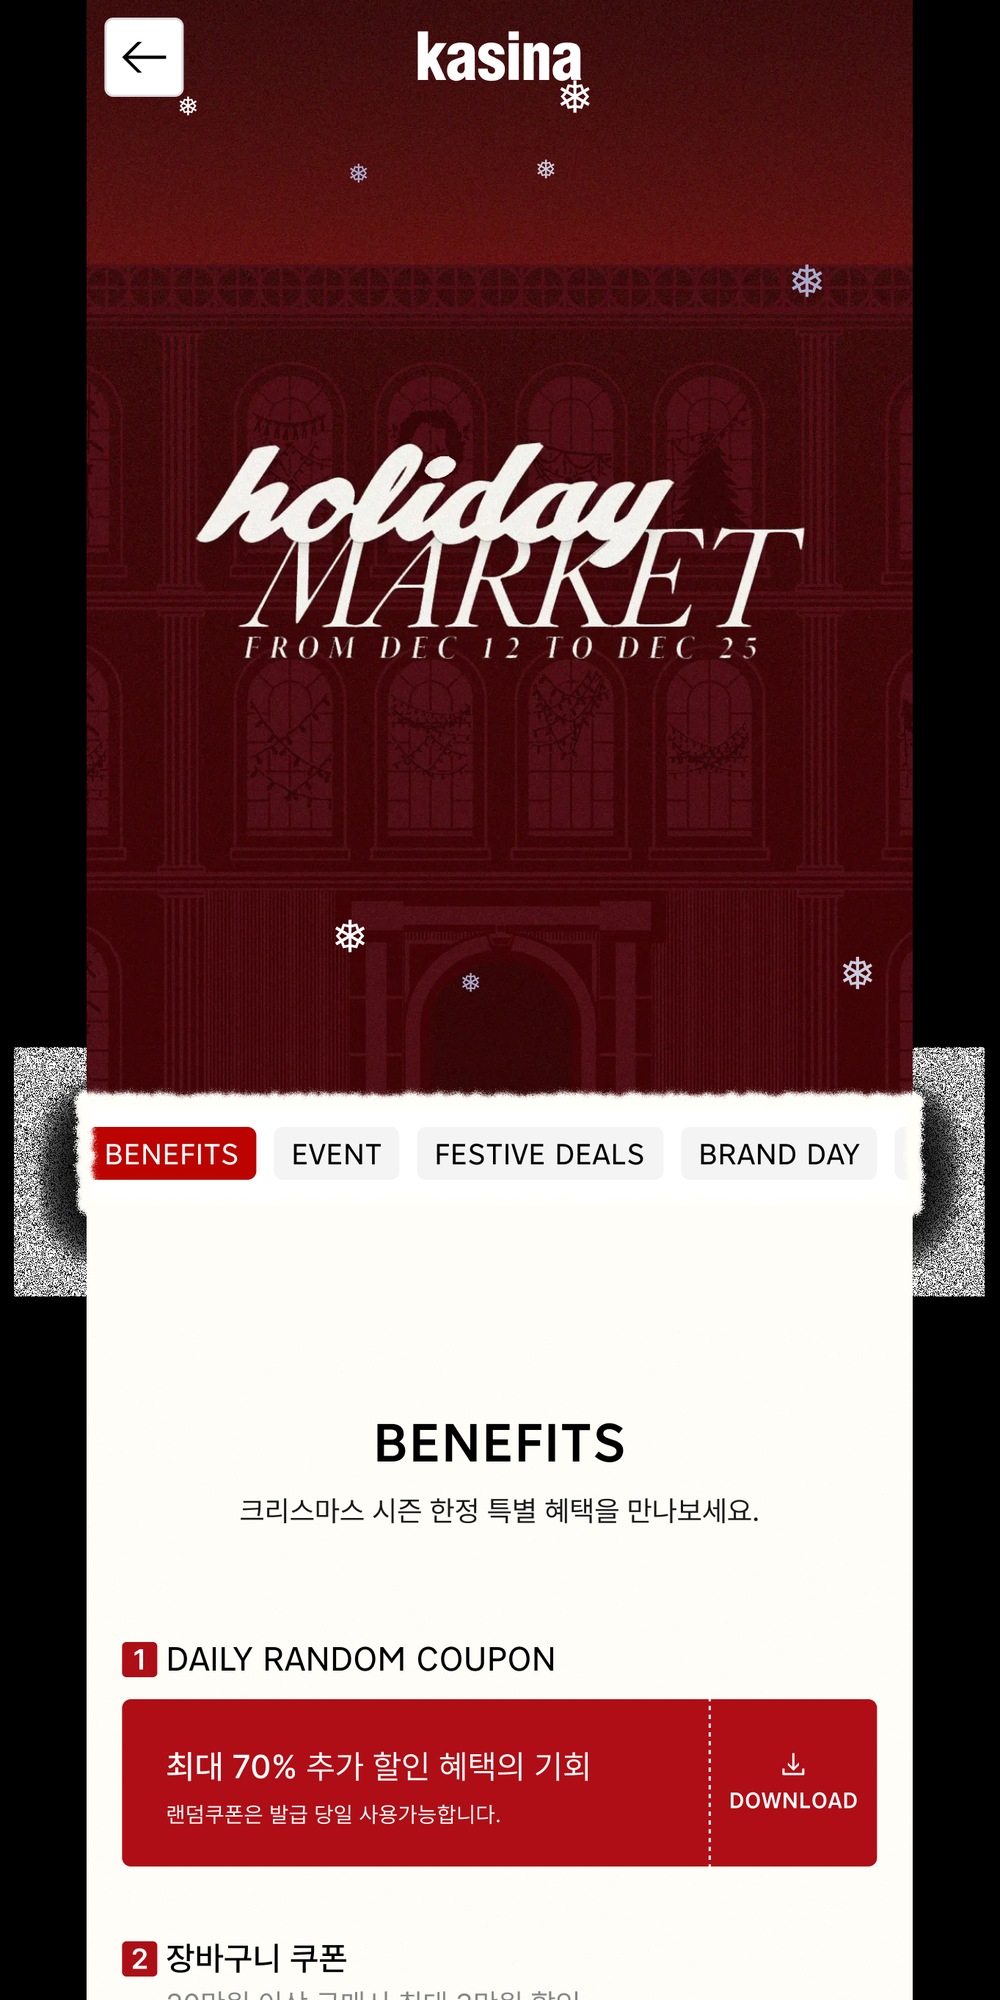 kasina
holiday
MARKET
FROM DEC 12 TO DEC 25
BENEFITS EVENT FESTIVE DEALS BRAND DAY
BENEFITS
크리스마스 시즌 한정 특별 혜택을 만나보세요.
1 DAILY RANDOM COUPON
최대 70% 추가 할인 혜택의 기회
랜덤쿠폰은 발급 당일 사용가능합니다.
DOWNLOAD
2 장바구니 쿠폰